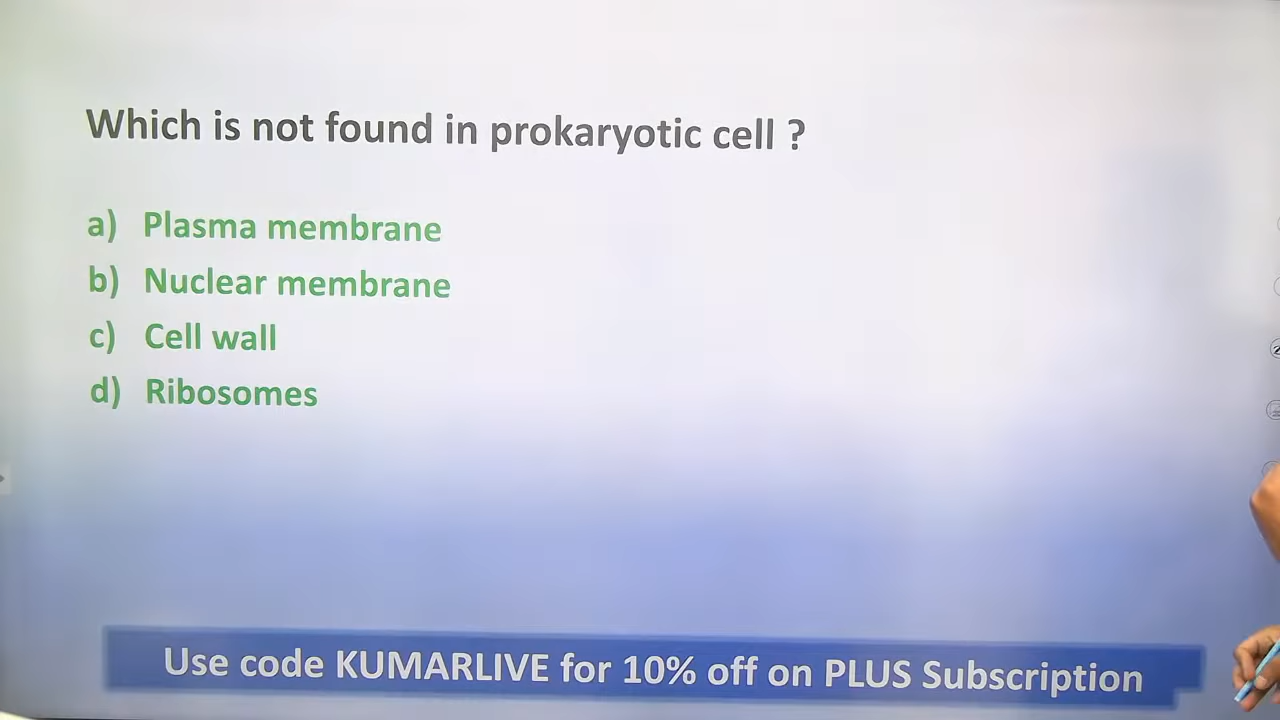 Which is not found in prokaryotic cell ?
a) Plasma membrane
b) Nuclear membrane
c) Cell wall
d) Ribosomes
Use code KUMARLIVE for 10% off on PLUS Subscription